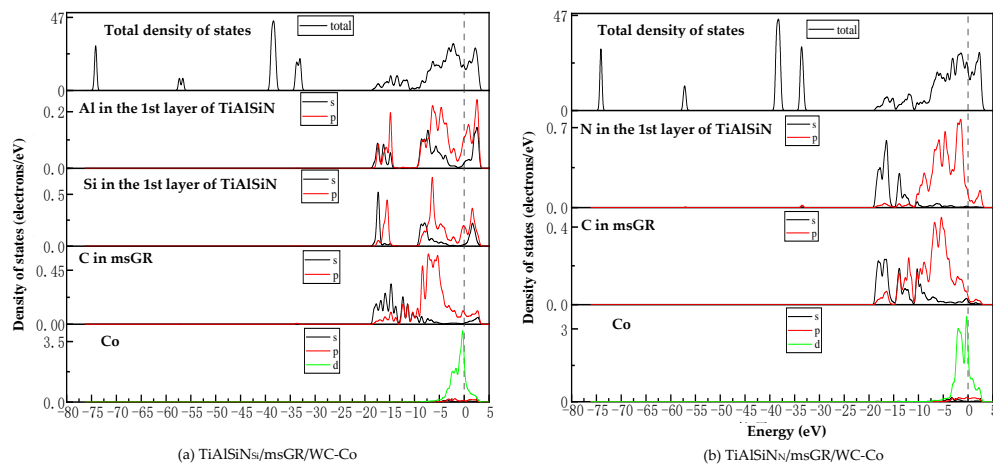 Total density of states
total
47
0
Al in the 1st layer of TiAlSiN
s
p
0.2
0.0
Si in the 1st layer of TiAlSiN
s
p
0.5
0.0
C in msGR
s
p
0.45
0.00
Co
s
p
d
3.5
0.0
-80 -75 -70 -65 -60 -55 -50 -45 -40 -35 -30 -25 -20 -15 -10 -5 0 5
Density of states (electrons/eV)
(a) TiAlSiNSi/msGR/WC-Co
Total density of states
total
47
0
N in the 1st layer of TiAlSiN
s
p
0.7
0.0
C in msGR
s
p
0.4
0.0
Co
s
p
d
3
0
-80 -75 -70 -65 -60 -55 -50 -45 -40 -35 -30 -25 -20 -15 -10 -5 0 5
Energy (eV)
Density of states (electrons/eV)
(b) TiAlSiNN/msGR/WC-Co